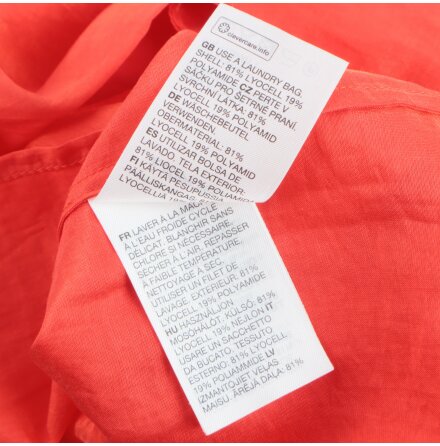 clevercare.info
GB USE A LAUNDRY BAG.
SHELL: 81% LYOCELL 19%
POLYAMIDE CZ PERTE V
SÁČKU PRO ŠETRNÉ PRANÍ.
SVRCHNÍ LÁTKA: 81%
LYOCELL 19% POLYAMID
DE WÄSCHEBEUTEL
VERWENDEN.
OBERMATERIAL: 81%
LYOCELL 19% POLYAMID
ES UTILIZAR BOLSA DE
LAVADO. TELA EXTERIOR:
81% LIOCEL 19% POLIAMIDA
FI KÄYTÄ PESUPUSSIA.
PÄÄLLISKANGAS:
LYOCELLIA
FR LAVER À LA
À L'EAU FROIDE CYCLE
DÉLICAT. BLANCHIR SANS
CHLORE SI NÉCESSAIRE.
SÉCHER À L'AIR. REPASSER
À FAIBLE TEMPÉRATURE.
NETTOYAGE À SEC.
UTILISER UN FILET DE
LAVAGE. EXTÉRIEUR: 81%
LYOCELL 19% POLYAMIDE
HU HASZNÁLJON
MOSÓHÁLÓT. KÜLSŐ: 81%
LYOCELL 19% NEJLON IT
USARE UN SACCHETTO
DA BUCATO. TESSUTO
ESTERNO: 81% LYOCELL
19% POLIAMMIDE LV
IZMANTOJIET VEĻAS
MAISU. ĀRĒJĀ DAĻA: 81%